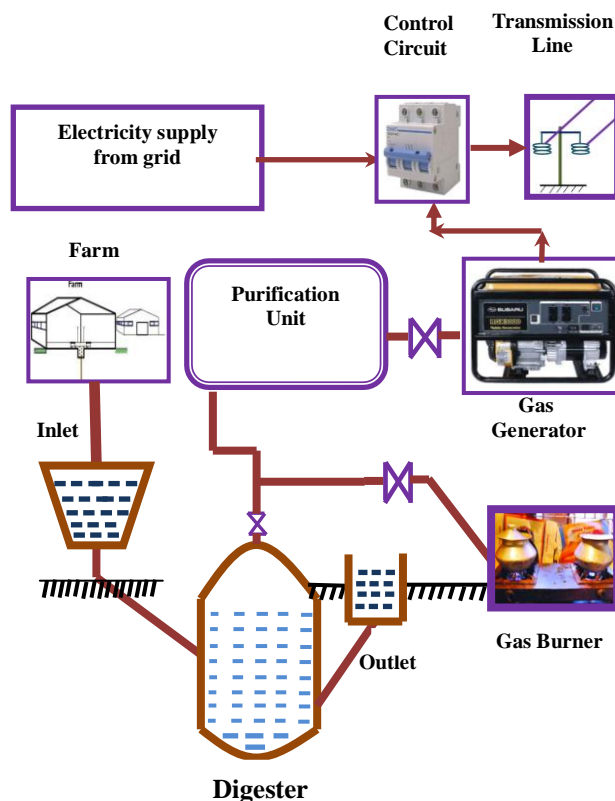 Control
Circuit
Transmission
Line
Electricity supply
from grid
Farm
Farm
Purification
Unit
SUBARU
Gas
Generator
Inlet
Outlet
Gas Burner
Digester